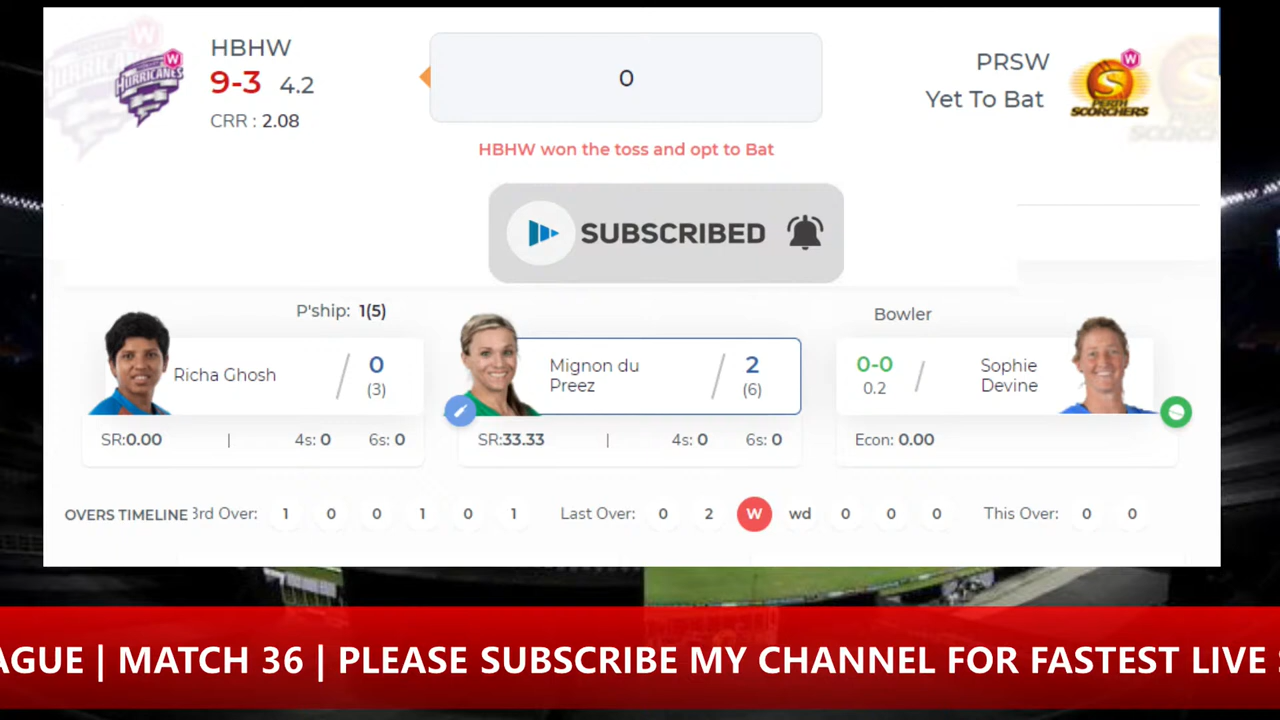 HBHW
9-3 4.2
CRR : 2.08
W
HURRICANES
0
HBHW won the toss and opt to Bat
PRSW
Yet To Bat
W
PERTH
SCORCHERS
SUBSCRIBED
P'ship: 1(5)
Bowler
Richa Ghosh / 0
(3)
Mignon du
Preez / 2
(6)
0-0
0.2 / Sophie
Devine
SR:0.00 | 4s: 0 6s: 0
SR:33.33 | 4s: 0 6s: 0
Econ: 0.00
OVERS TIMELINE 3rd Over: 1 0 0 1 0 1 Last Over: 0 2 W wd 0 0 0 This Over: 0 0
AGUE | MATCH 36 | PLEASE SUBSCRIBE MY CHANNEL FOR FASTEST LIVE